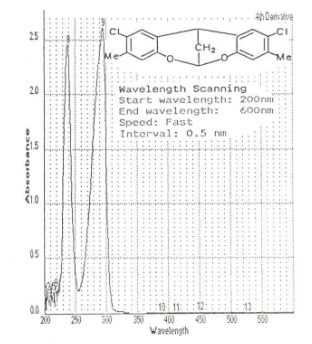 4th Derivative
Cl
Cl
CH2
Me
O
O
Me
Wavelength Scanning
Start wavelength: 200nm
End wavelength: 600nm
Speed: Fast
Interval: 0.5 nm
Absorbance
2.5
2.0
1.5
1.0
0.5
0.0
8
9
10
11
12
13
200
250
300
350
400
450
500
550
Wavelength